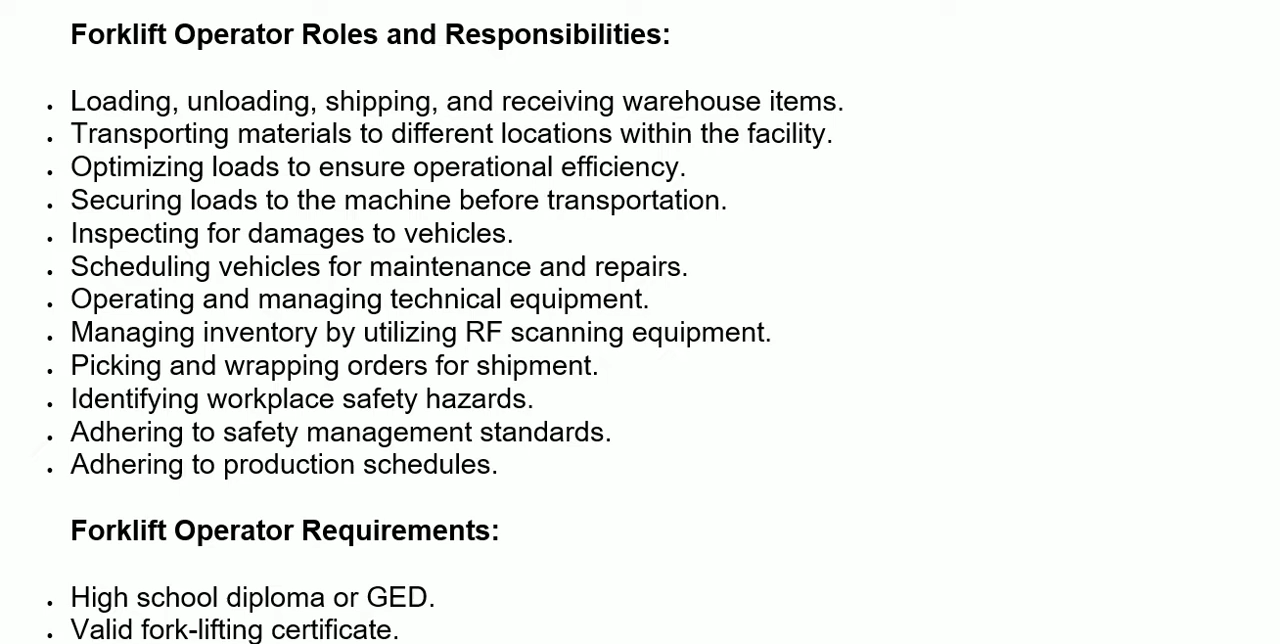 Forklift Operator Roles and Responsibilities:
• Loading, unloading, shipping, and receiving warehouse items.
• Transporting materials to different locations within the facility.
• Optimizing loads to ensure operational efficiency.
• Securing loads to the machine before transportation.
• Inspecting for damages to vehicles.
• Scheduling vehicles for maintenance and repairs.
• Operating and managing technical equipment.
• Managing inventory by utilizing RF scanning equipment.
• Picking and wrapping orders for shipment.
• Identifying workplace safety hazards.
• Adhering to safety management standards.
• Adhering to production schedules.
Forklift Operator Requirements:
• High school diploma or GED.
• Valid fork-lifting certificate.